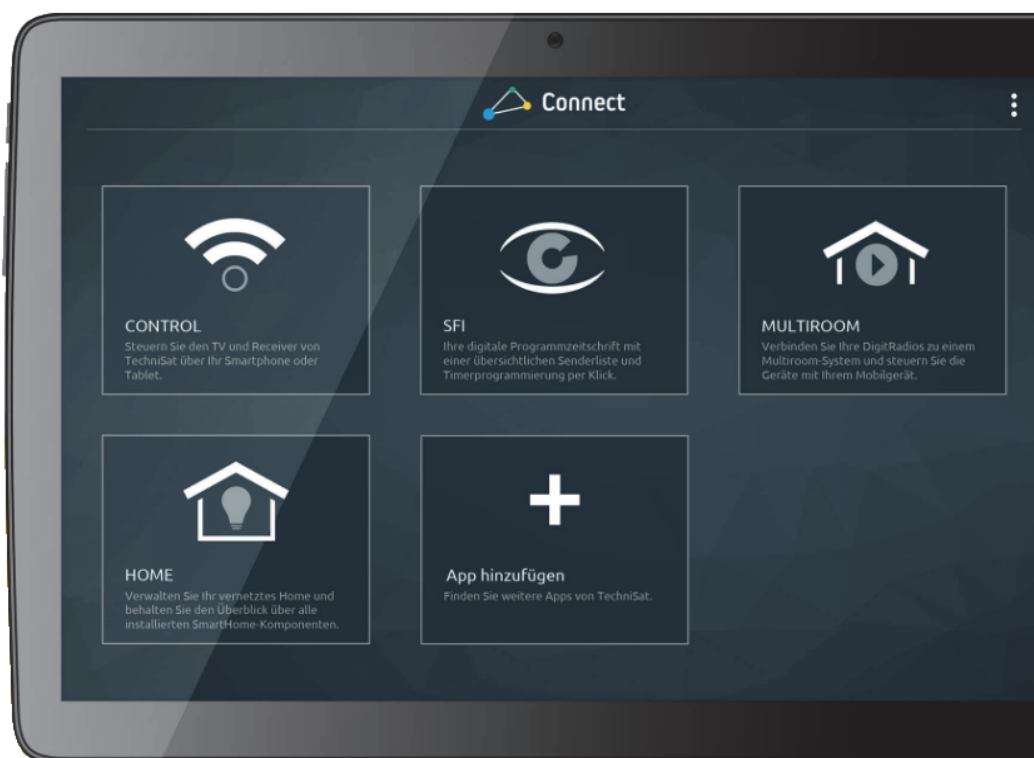 Connect
CONTROL
Steuern Sie den TV und Receiver von
TechniSat über Ihr Smartphone oder
Tablet.
SFI
Ihre digitale Programmzeitschrift mit
einer übersichtlichen Senderliste und
Timerprogrammierung per Klick.
MULTIROOM
Verbinden Sie Ihre DigitRadios zu einem
Multiroom-System und steuern Sie die
Geräte mit Ihrem Mobilgerät.
HOME
Verwalten Sie Ihr vernetztes Home und
behalten Sie den Überblick über alle
installierten SmartHome-Komponenten.
App hinzufügen
Finden Sie weitere Apps von TechniSat.